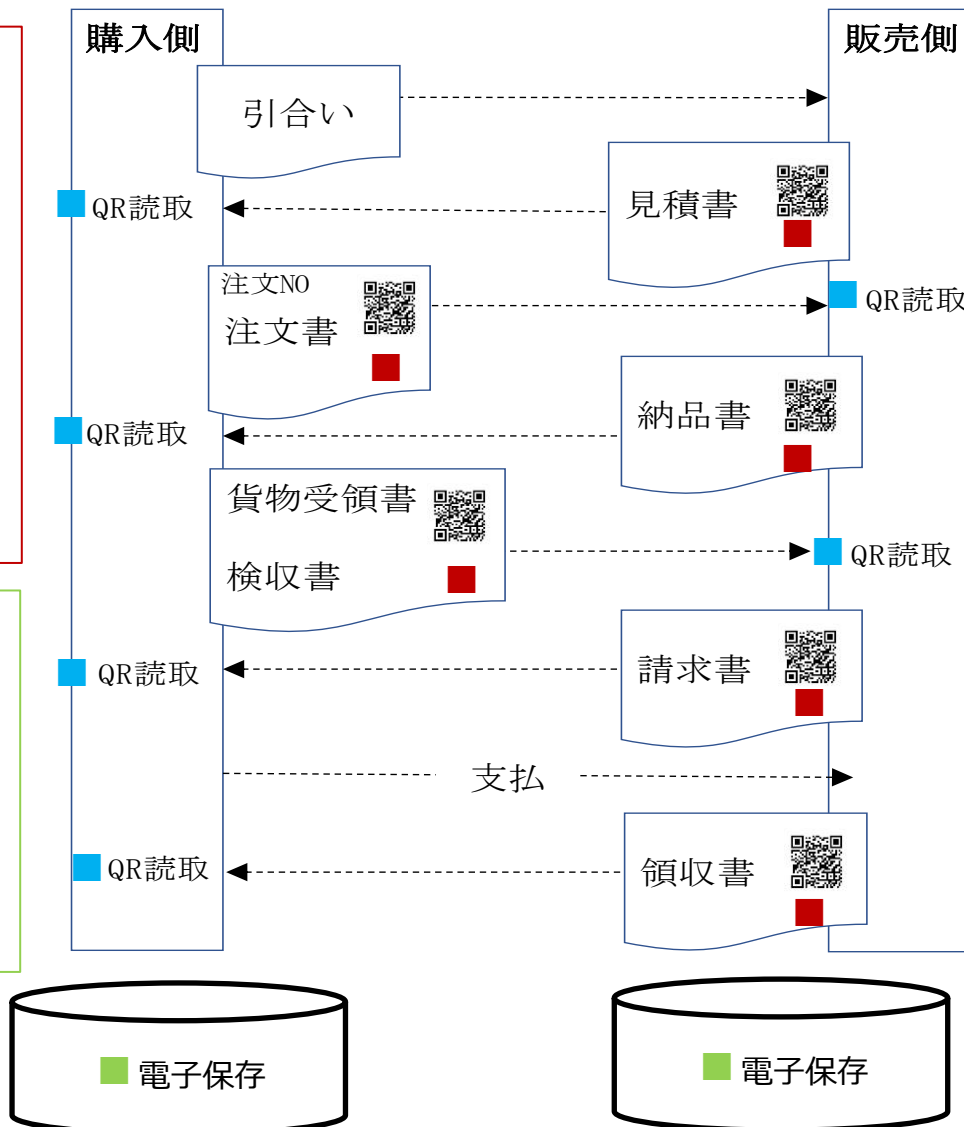 購入側
販売側
引合い
見積書
QR読取
注文NO
注文書
QR読取
納品書
QR読取
貨物受領書
検収書
QR読取
請求書
QR読取
支払
領収書
QR読取
電子保存
電子保存